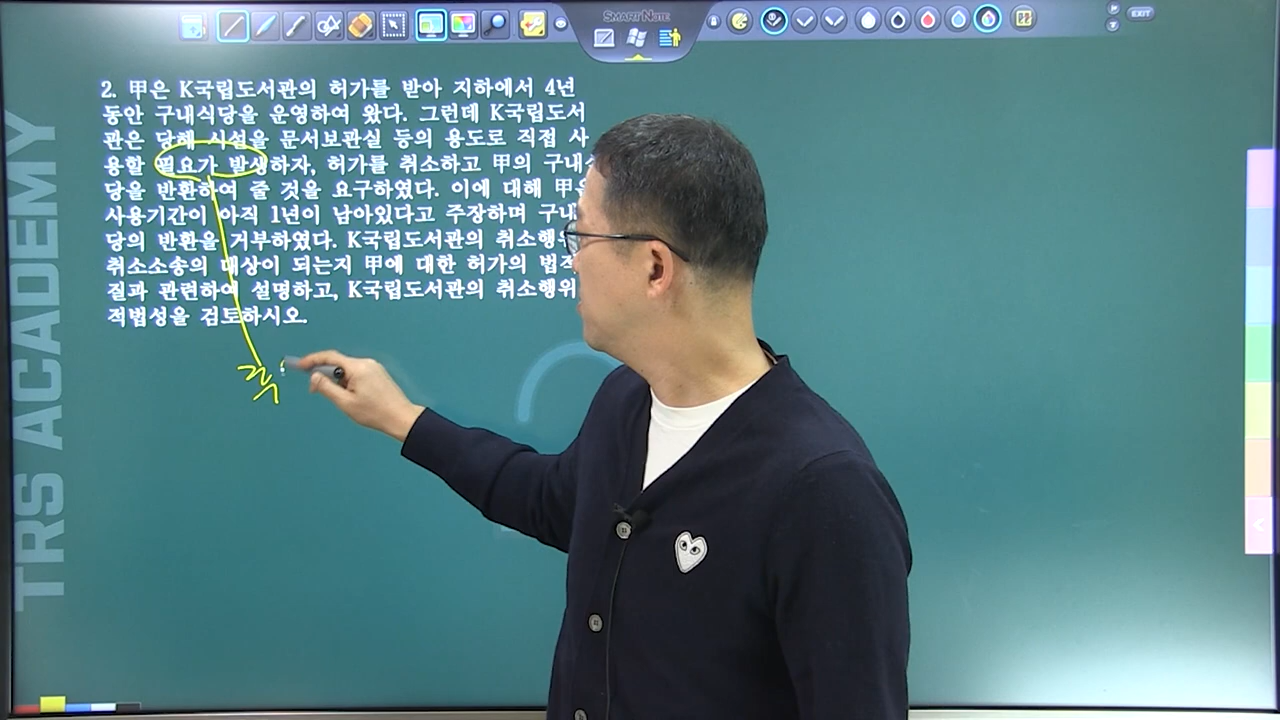 SMART NOTE
EXIT
2. 甲은 K국립도서관의 허가를 받아 지하에서 4년
동안 구내식당을 운영하여 왔다. 그런데 K국립도서
관은 당해 시설을 문서보관실 등의 용도로 직접 사
용할 필요가 발생하자, 허가를 취소하고 甲의 구내
당을 반환하여 줄 것을 요구하였다. 이에 대해 甲은
사용기간이 아직 1년이 남아있다고 주장하며 구내
당의 반환을 거부하였다. K국립도서관의 취소행
취소소송의 대상이 되는지 甲에 대한 허가의 법적
질과 관련하여 설명하고, K국립도서관의 취소행위
적법성을 검토하시오.
TRS ACADEMY